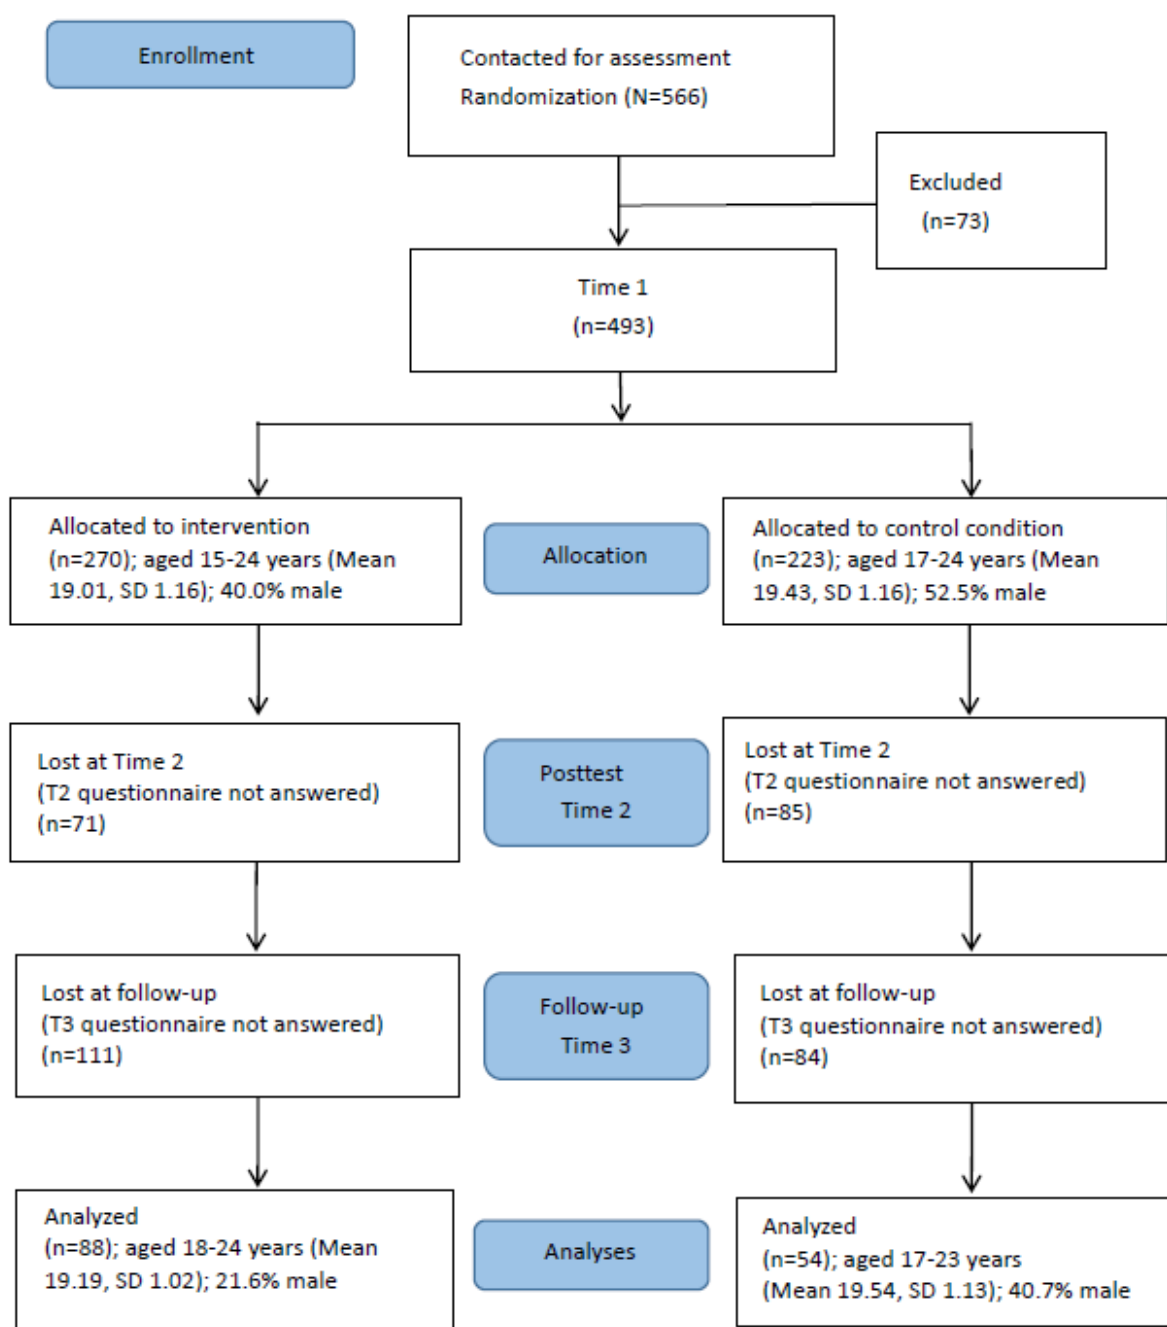 Enrollment
Contacted for assessment
Randomization (N=566)
Excluded
(n=73)
Time 1
(n=493)
Allocated to intervention
(n=270); aged 15-24 years (Mean
19.01, SD 1.16); 40.0% male
Allocation
Allocated to control condition
(n=223); aged 17-24 years (Mean
19.43, SD 1.16); 52.5% male
Lost at Time 2
(T2 questionnaire not answered)
(n=71)
Posttest
Time 2
Lost at Time 2
(T2 questionnaire not answered)
(n=85)
Lost at follow-up
(T3 questionnaire not answered)
(n=111)
Follow-up
Time 3
Lost at follow-up
(T3 questionnaire not answered)
(n=84)
Analyzed
(n=88); aged 18-24 years (Mean
19.19, SD 1.02); 21.6% male
Analyses
Analyzed
(n=54); aged 17-23 years
(Mean 19.54, SD 1.13); 40.7% male